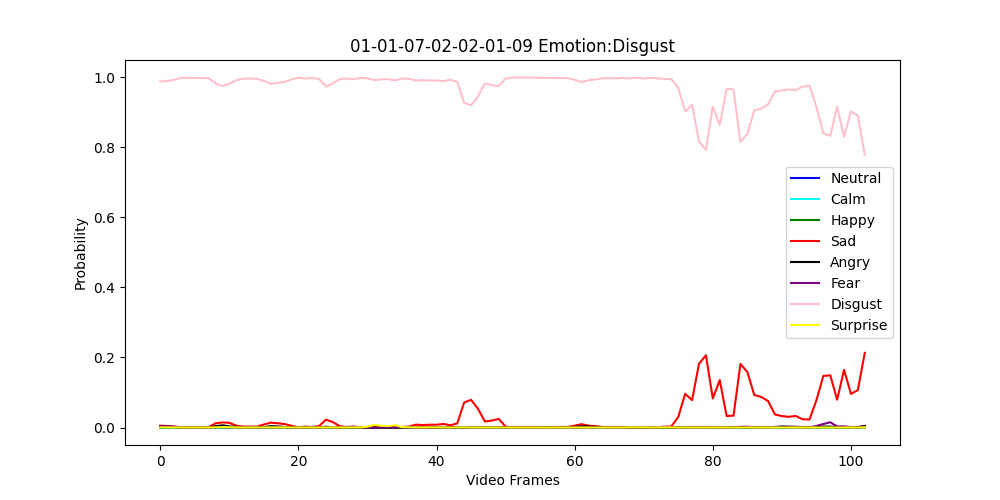 01-01-07-02-02-01-09 Emotion:Disgust
1.0
0.8
0.6
0.4
0.2
0.0
Probability
0 20 40 60 80 100
Video Frames
Neutral
Calm
Happy
Sad
Angry
Fear
Disgust
Surprise